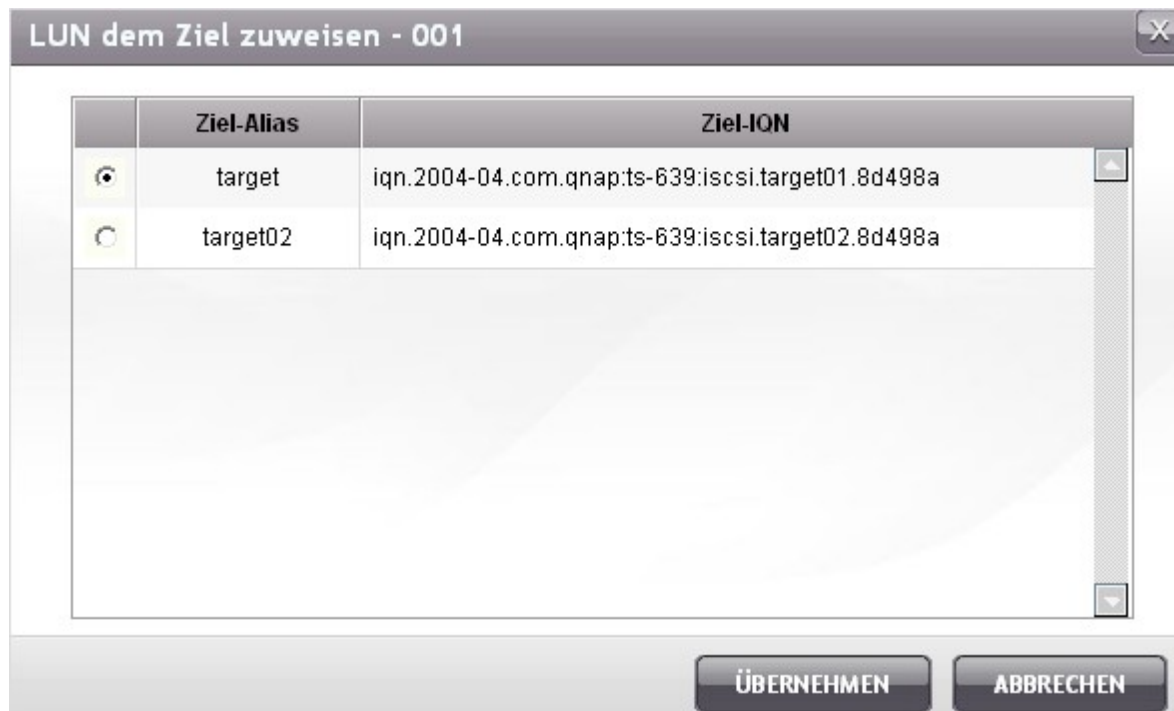 LUN dem Ziel zuweisen - 001
X
Ziel-Alias Ziel-IQN
target iqn.2004-04.com.qnap:ts-639:iscsi.target01.8d498a
target02 iqn.2004-04.com.qnap:ts-639:iscsi.target02.8d498a
ÜBERNEHMEN ABBRECHEN